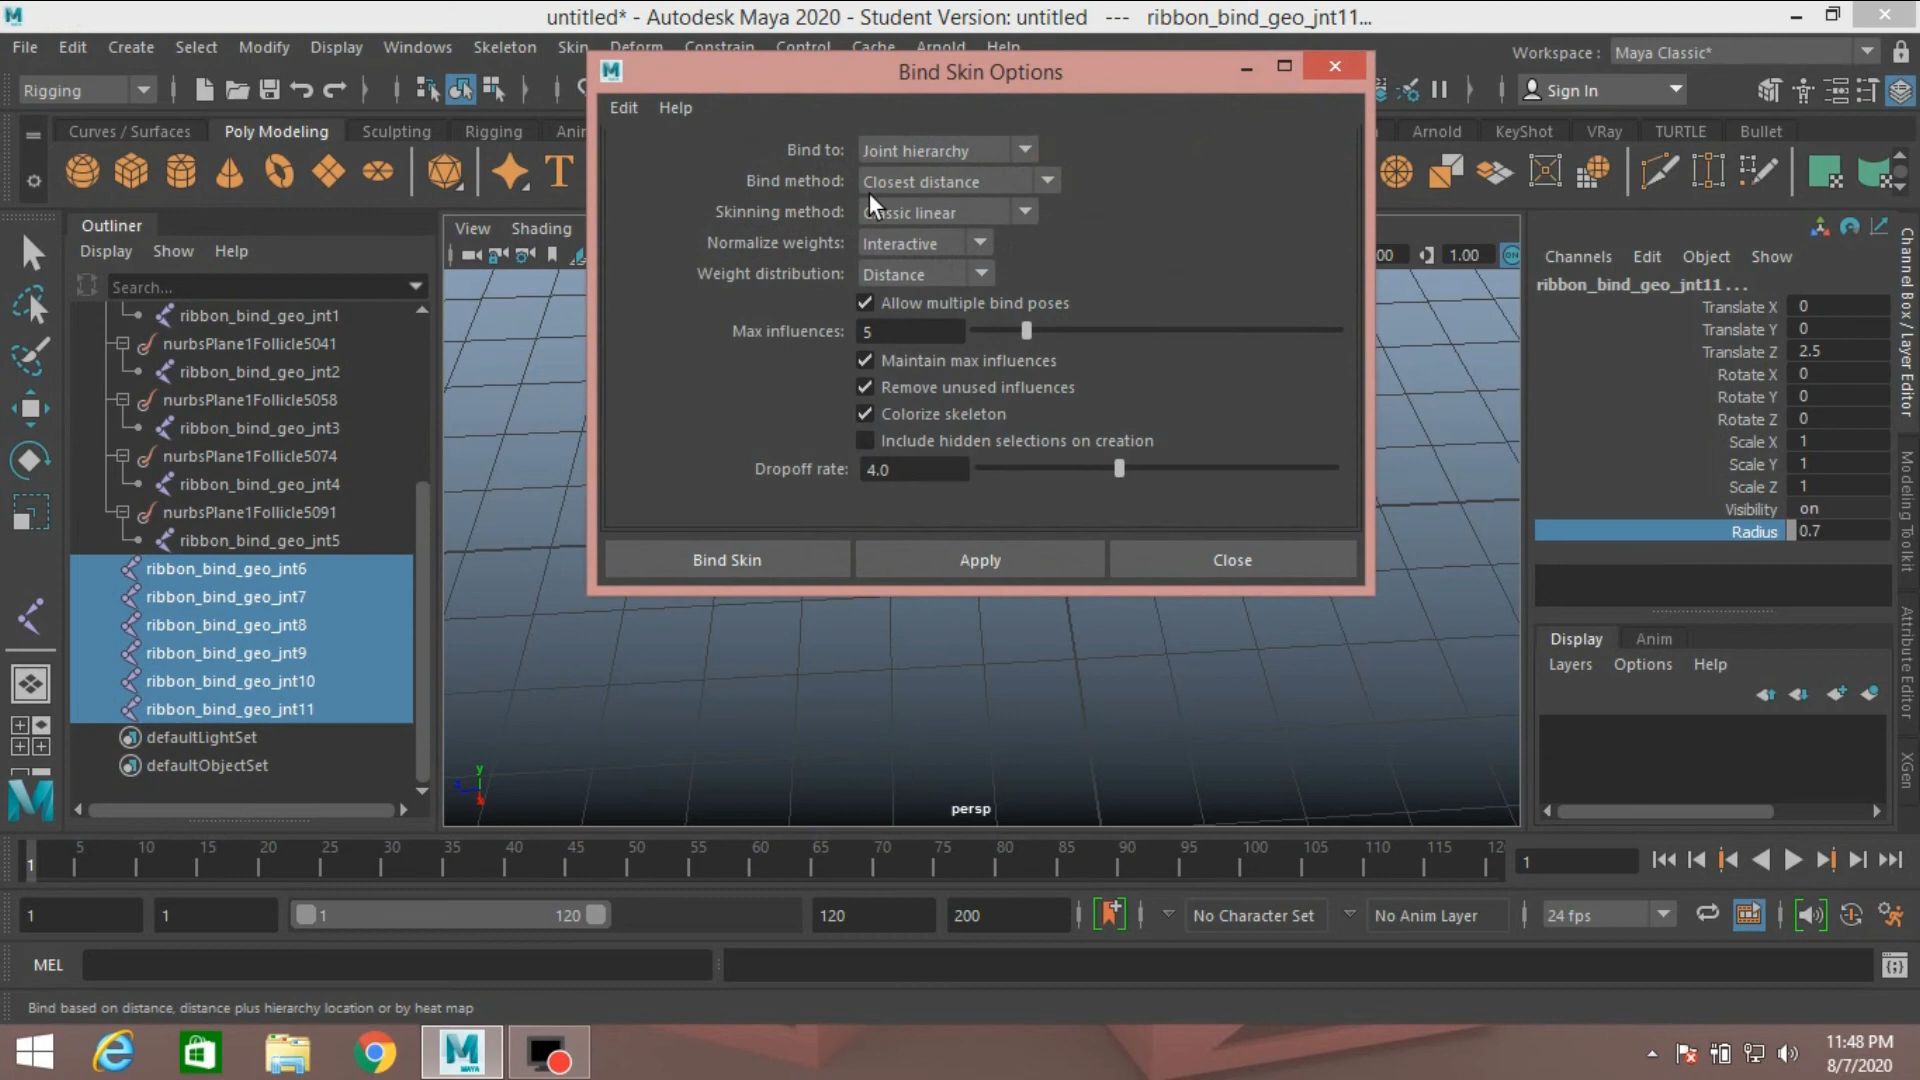 untitled* - Autodesk Maya 2020 - Student Version: untitled --- ribbon_bind_geo_jnt11...
File Edit Create Select Modify Display Windows Skeleton Skin Deform Constrain Control Cache Arnold Help
Workspace : Maya Classic*
Rigging
Sign In
Curves / Surfaces Poly Modeling Sculpting Rigging
Arnold KeyShot VRay TURTLE Bullet
Bind Skin Options
Edit Help
Bind to: Joint hierarchy
Bind method: Closest distance
Skinning method:
linear
Normalize weights: Interactive
Weight distribution: Distance
Allow multiple bind poses
Max influences: 5
Maintain max influences
Remove unused influences
Colorize skeleton
Include hidden selections on creation
Dropoff rate: 4.0
Bind Skin Apply Close
Outliner
Display Show Help
Search...
ribbon_bind_geo_jnt1
nurbsPlane1Follicle5041
ribbon_bind_geo_jnt2
nurbsPlane1Follicle5058
ribbon_bind_geo_jnt3
nurbsPlane1Follicle5074
ribbon_bind_geo_jnt4
nurbsPlane1Follicle5091
ribbon_bind_geo_jnt5
ribbon_bind_geo_jnt6
ribbon_bind_geo_jnt7
ribbon_bind_geo_jnt8
ribbon_bind_geo_jnt9
ribbon_bind_geo_jnt10
ribbon_bind_geo_jnt11
defaultLightSet
defaultObjectSet
View Shading
1.00
y
persp
Channels Edit Object Show
ribbon_bind_geo_jnt11...
Translate X 0
Translate Y 0
Translate Z 2.5
Rotate X 0
Rotate Y 0
Rotate Z 0
Scale X 1
Scale Y 1
Scale Z 1
Visibility on
Radius 0.7
Display Anim
Layers Options Help
Channel Box / Layer Editor
Modeling Toolkit
Attribute Editor
XGen
1 5 10 15 20 25 30 35 40 45 50 55 60 65 70 75 80 85 90 95 100 105 110 115
1
1 1 1 120 120 200 No Character Set No Anim Layer 24 fps
MEL
Bind based on distance, distance plus hierarchy location or by heat map
MAYA
11:48 PM
8/7/2020